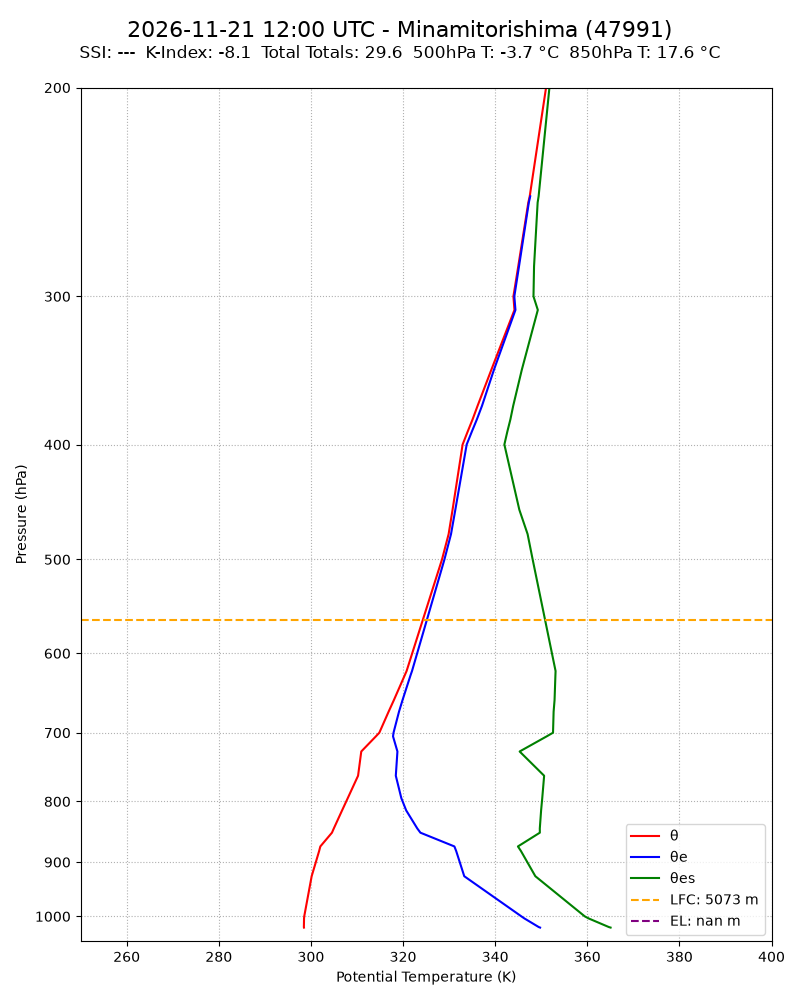 2026-11-21 12:00 UTC - Minamitorishima (47991)
SSI: --- K-Index: -8.1 Total Totals: 29.6 500hPa T: -3.7 °C 850hPa T: 17.6 °C
200
300
400
500
600
700
800
900
1000
Pressure (hPa)
θ
θe
θes
LFC: 5073 m
EL: nan m
260 280 300 320 340 360 380 400
Potential Temperature (K)